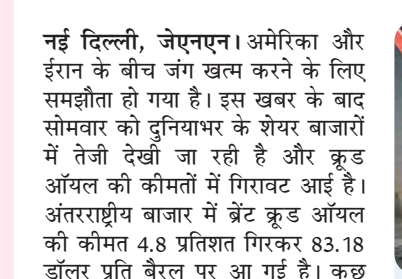 नई दिल्ली, जेएनएन। अमेरिका और
ईरान के बीच जंग खत्म करने के लिए
समझौता हो गया है। इस खबर के बाद
सोमवार को दुनियाभर के शेयर बाजारों
में तेजी देखी जा रही है और क्रूड
ऑयल की कीमतों में गिरावट आई है।
अंतरराष्ट्रीय बाजार में ब्रेंट क्रूड ऑयल
की कीमत 4.8 प्रतिशत गिरकर 83.18
डॉलर प्रति बैरल पर आ गई है। कुछ